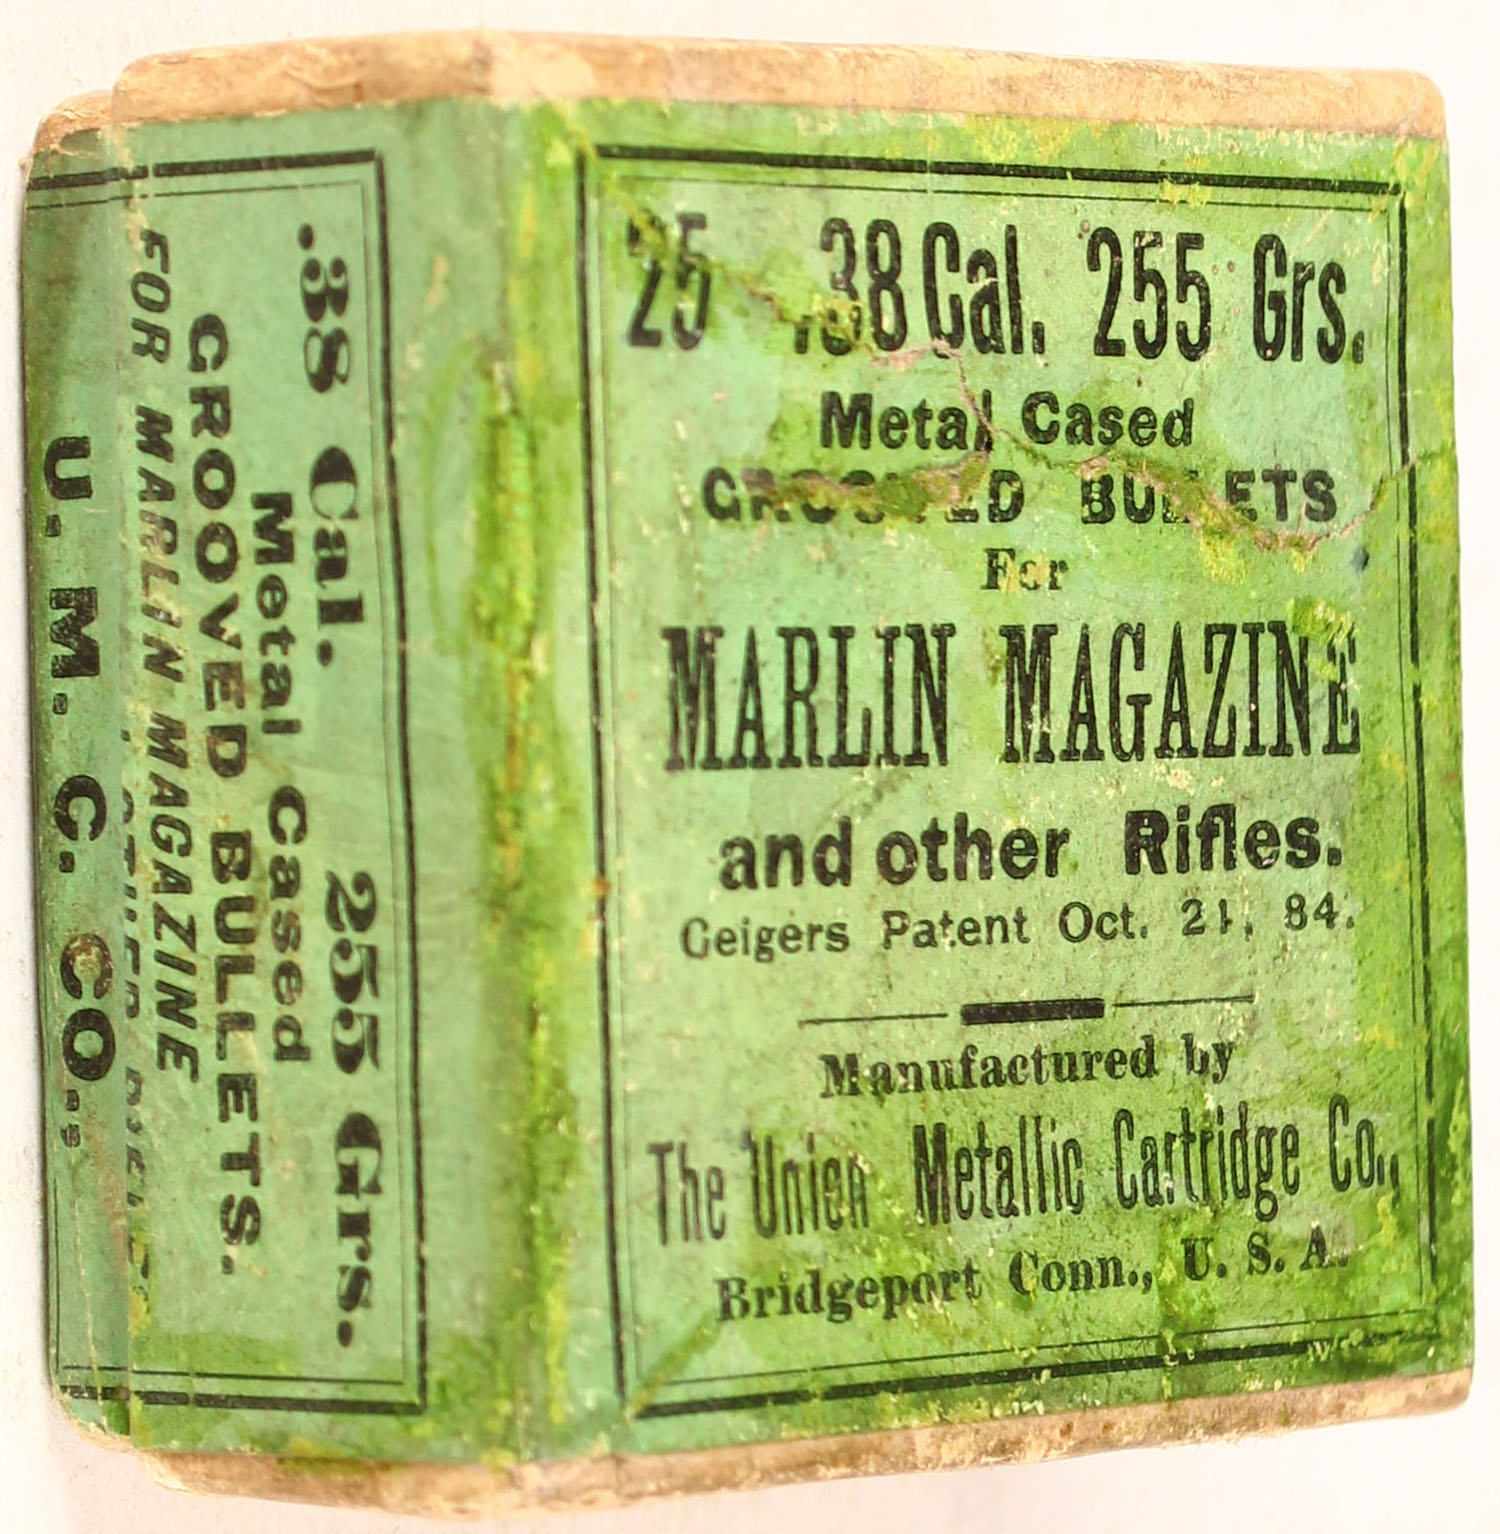 25 .38 Cal. 255 Grs.
Metal Cased
GROOVED BULLETS
For
MARLIN MAGAZINE
and other Rifles.
Geigers Patent Oct. 21, 84.
Manufactured by
The Union Metallic Cartridge Co.,
Bridgeport Conn., U. S. A.
.38 Cal. 255 Grs.
Metal Cased
GROOVED BULLETS.
FOR MARLIN MAGAZINE
U. M. C. CO.